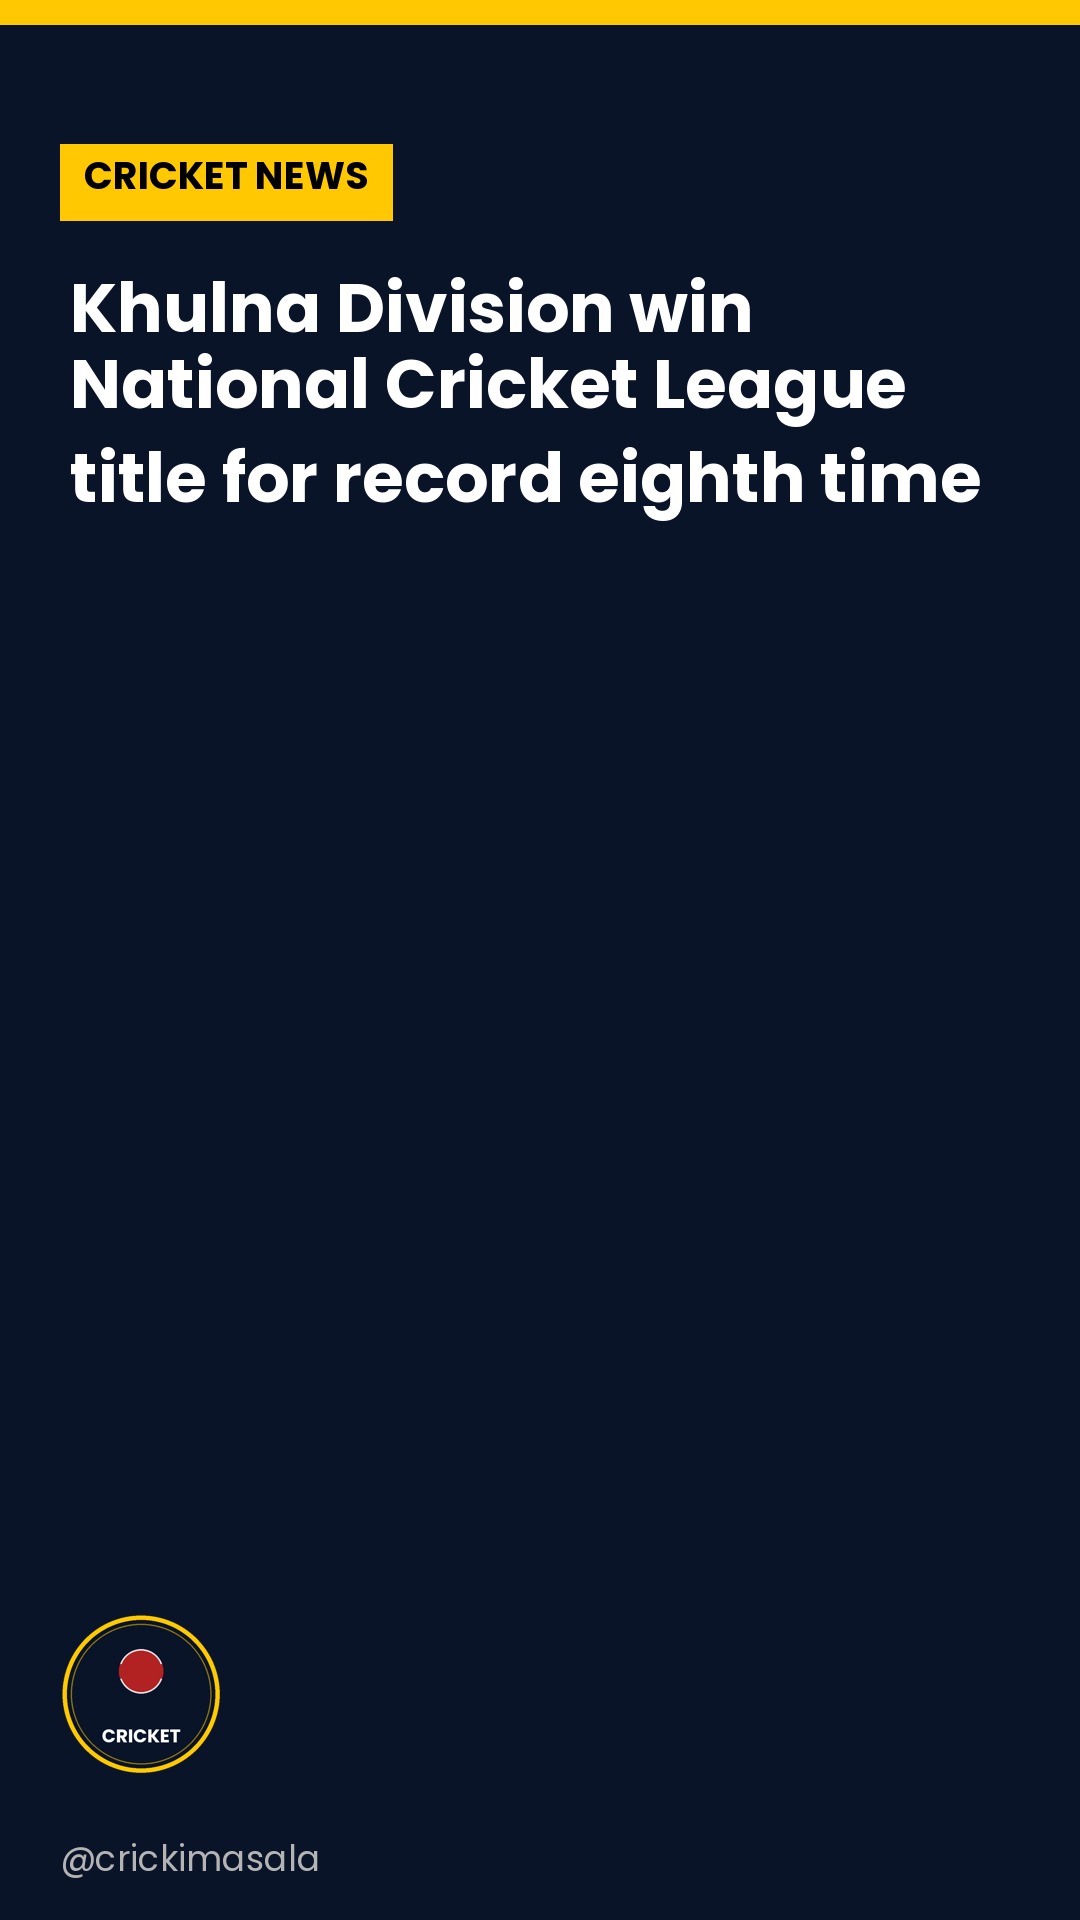 CRICKET NEWS
Khulna Division win
National Cricket League
title for record eighth time
CRICKET
@crickimasala